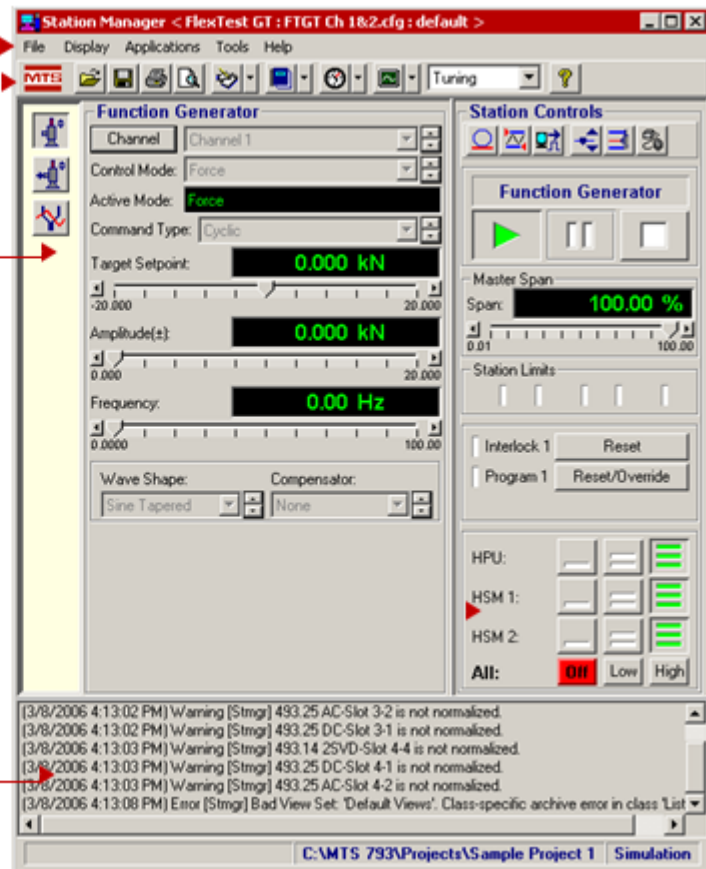 Station Manager < FlexTest GT : FTGT Ch 1&2.cfg : default >
File Display Applications Tools Help
MTS Tuning
Function Generator
Channel Channel 1
Control Mode: Force
Active Mode: Force
Command Type: Cyclic
Target Setpoint: 0.000 kN
-20.000 20.000
Amplitude(±): 0.000 kN
0.000 20.000
Frequency: 0.00 Hz
0.0000 100.00
Wave Shape: Compensator:
Sine Tapered None
Station Controls
Function Generator
Master Span
Span: 100.00 %
0.01 100.00
Station Limits
Interlock 1 Reset
Program 1 Reset/Override
HPU:
HSM 1:
HSM 2:
All: Off Low High
(3/8/2006 4:13:02 PM) Warning [Stmgr] 493.25 AC-Slot 3-2 is not normalized.
(3/8/2006 4:13:02 PM) Warning [Stmgr] 493.25 DC-Slot 3-1 is not normalized.
(3/8/2006 4:13:03 PM) Warning [Stmgr] 493.14 2SVD-Slot 4-4 is not normalized.
(3/8/2006 4:13:03 PM) Warning [Stmgr] 493.25 DC-Slot 4-1 is not normalized.
(3/8/2006 4:13:03 PM) Warning [Stmgr] 493.25 AC-Slot 4-2 is not normalized.
(3/8/2006 4:13:08 PM) Error [Stmgr] Bad View Set: 'Default Views'. Class-specific archive error in class 'List
C:\MTS 793\Projects\Sample Project 1 Simulation